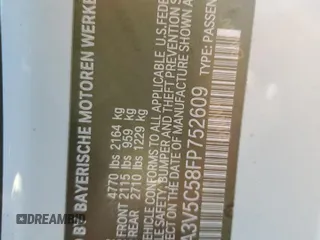 D BY BAYERISCHE MOTOREN WERKE
4770 lbs 2164 kg
FRONT 2115 lbs 959 kg
REAR 2710 lbs 1229 kg
VEHICLE CONFORMS TO ALL APPLICABLE U.S. FEDE
SAFETY, BUMPER AND THEFT PREVENTION
EFFECT ON THE DATE OF MANUFACTURE SHOWN
A3V5C58FP752609
TYPE: PASSEN
DREAMBID